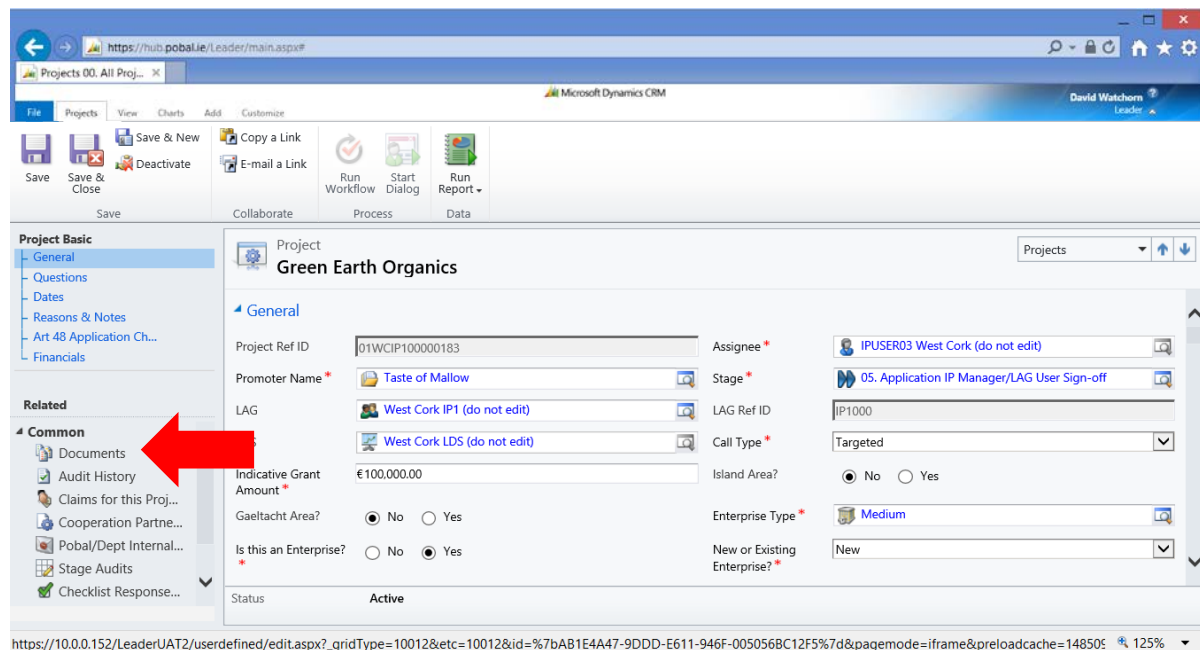 https://hub.pobal.ie/Leader/main.aspx#
Projects 00. All Proj...
Microsoft Dynamics CRM
David Watchorn
Leader
File Projects View Charts Add Customize
Save
Save & Close
Save & New
Deactivate
Copy a Link
E-mail a Link
Run Workflow
Start Dialog
Run Report
Save Collaborate Process Data
Project Basic
General
Questions
Dates
Reasons & Notes
Art 48 Application Ch...
Financials
Related
Common
Documents
Audit History
Claims for this Proj...
Cooperation Partne...
Pobal/Dept Internal...
Stage Audits
Checklist Response...
Project
Green Earth Organics
Projects
General
Project Ref ID 01WCIP100000183 Assignee * IPUSER03 West Cork (do not edit)
Promoter Name * Taste of Mallow Stage * 05. Application IP Manager/LAG User Sign-off
LAG West Cork IP1 (do not edit) LAG Ref ID IP1000
West Cork LDS (do not edit) Call Type * Targeted
Indicative Grant Amount * €100,000.00 Island Area? No Yes
Gaeltacht Area? No Yes Enterprise Type * Medium
Is this an Enterprise? * No Yes New or Existing Enterprise? * New
Status Active
https://10.0.0.152/LeaderUAT2/userdefined/edit.aspx?_gridType=10012&etc=10012&id=%7bAB1E4A47-9DDD-E611-946F-005056BC12F5%7d&pagemode=iframe&preloadcache=148509 125%